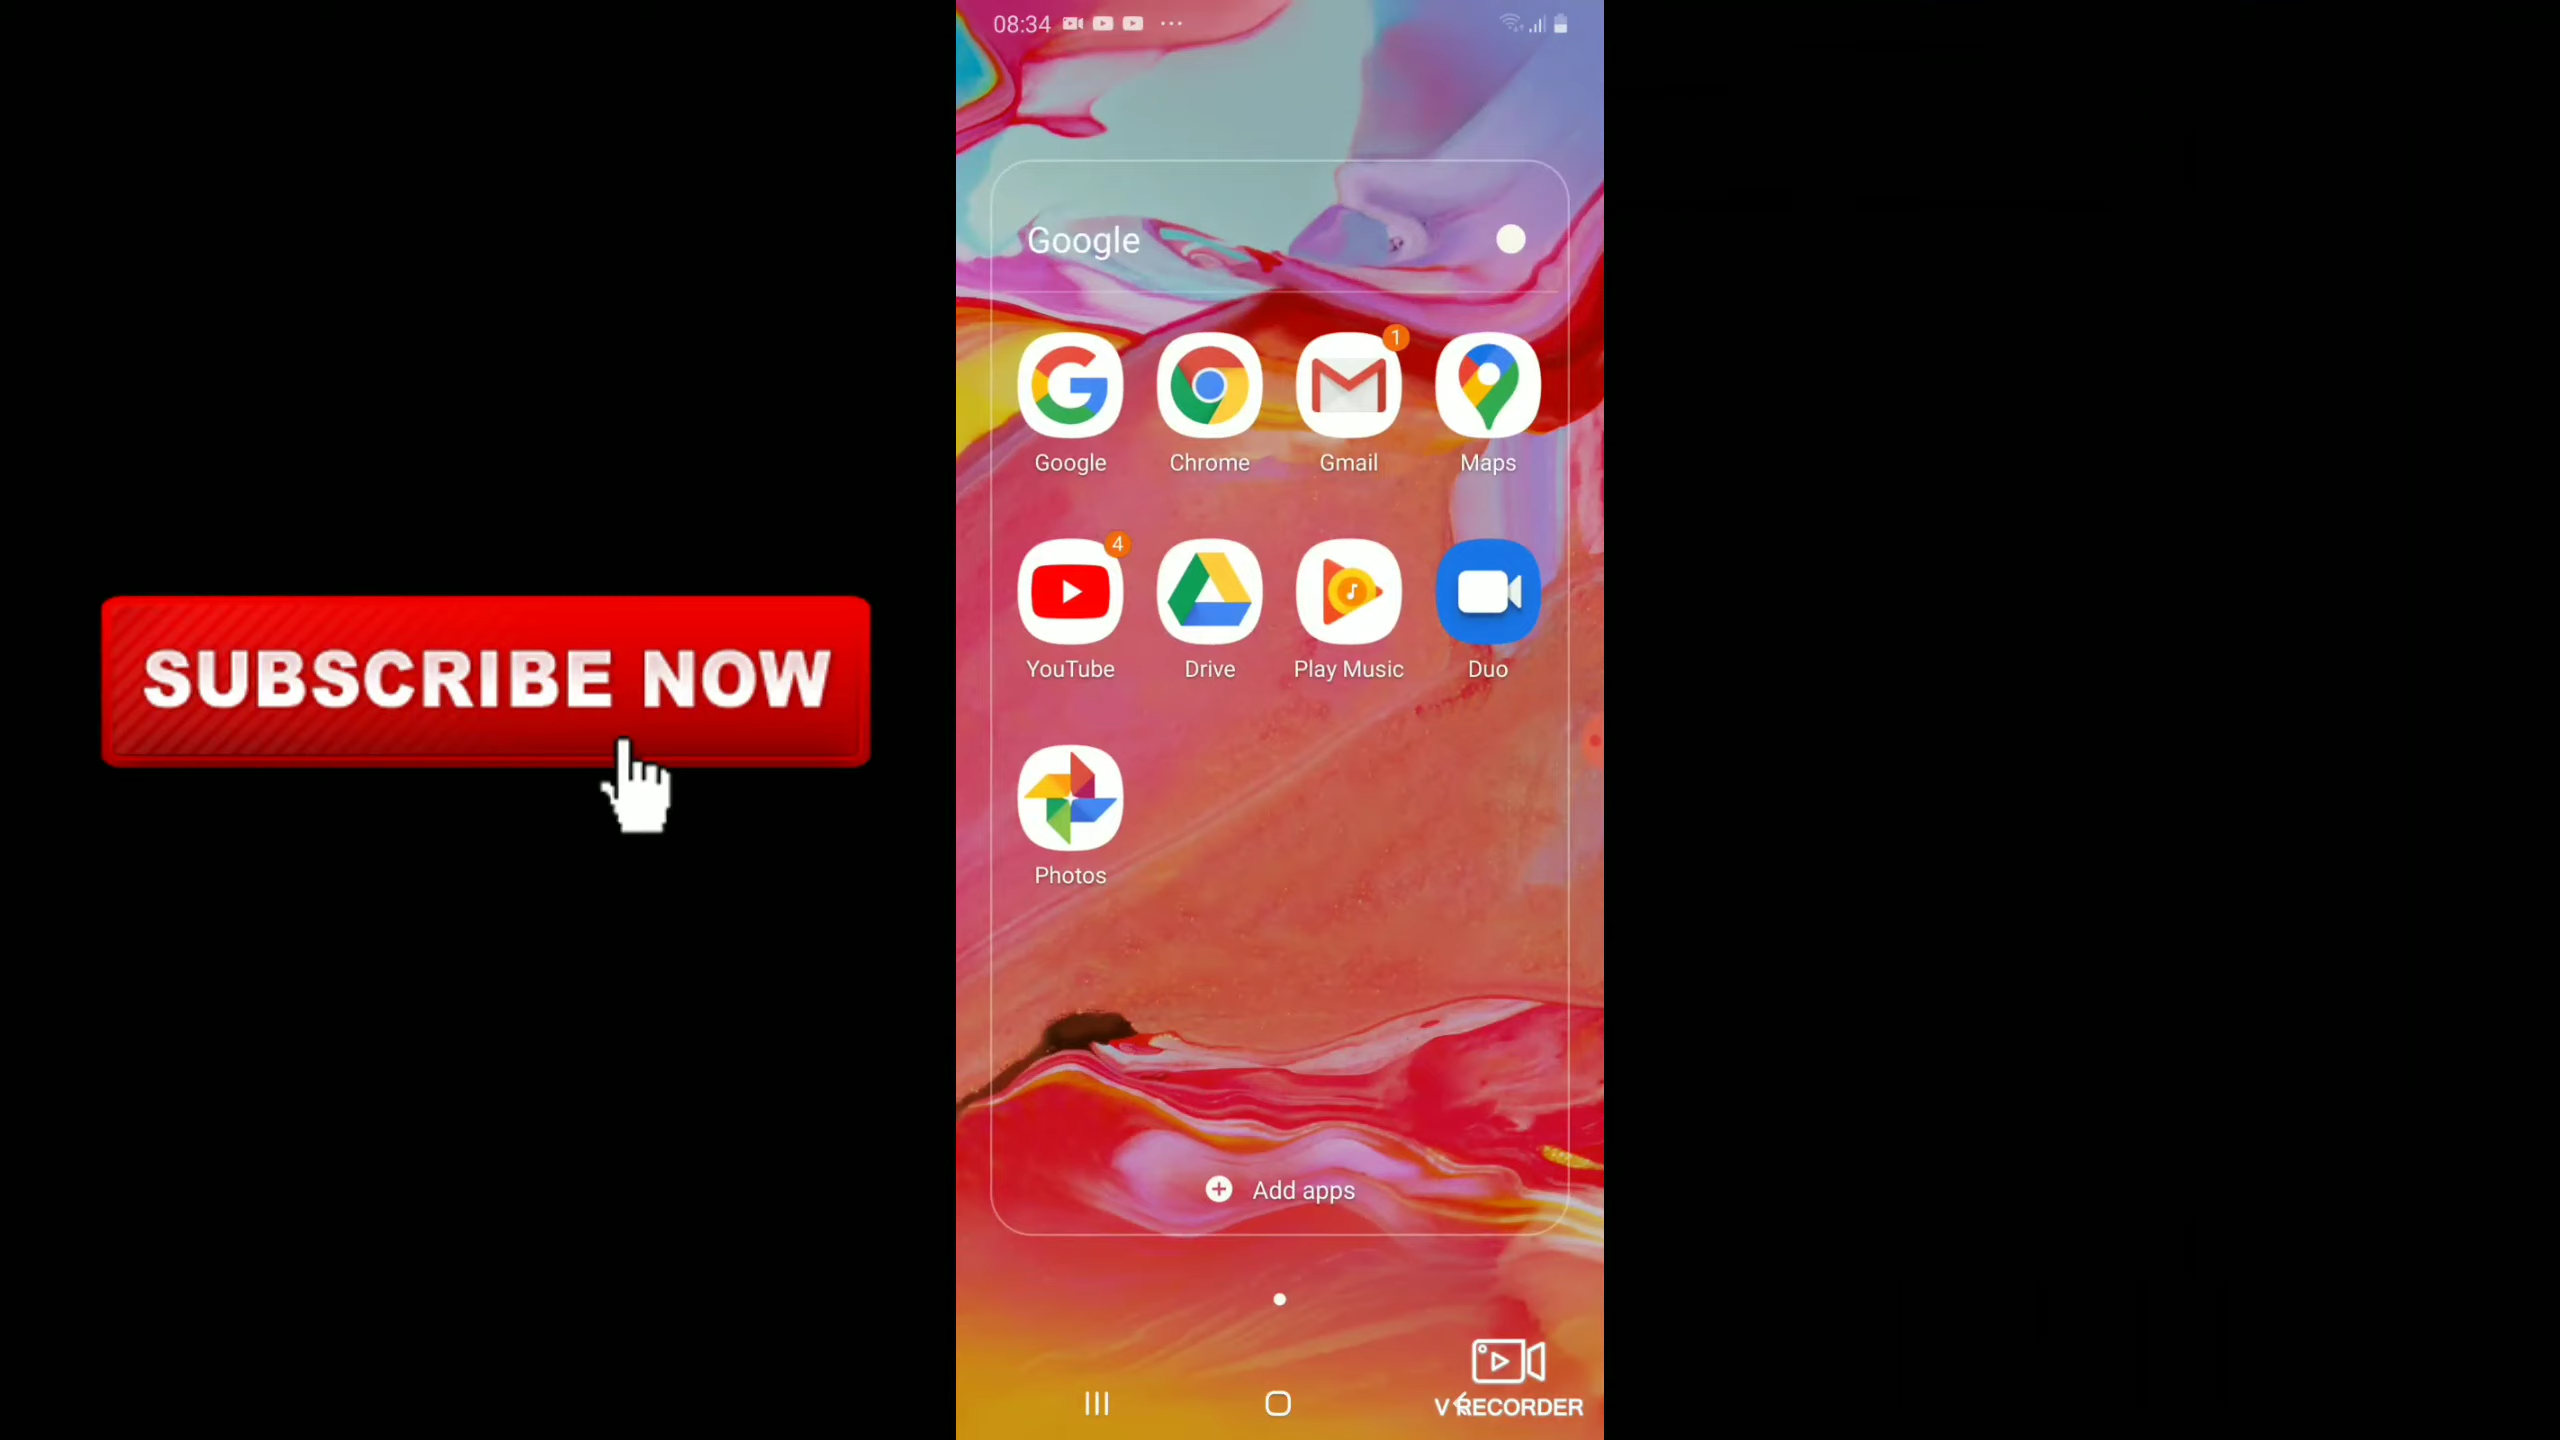 08:34
Google
1
Google Chrome Gmail Maps
4
YouTube Drive Play Music Duo
SUBSCRIBE NOW
Photos
Add apps
V RECORDER